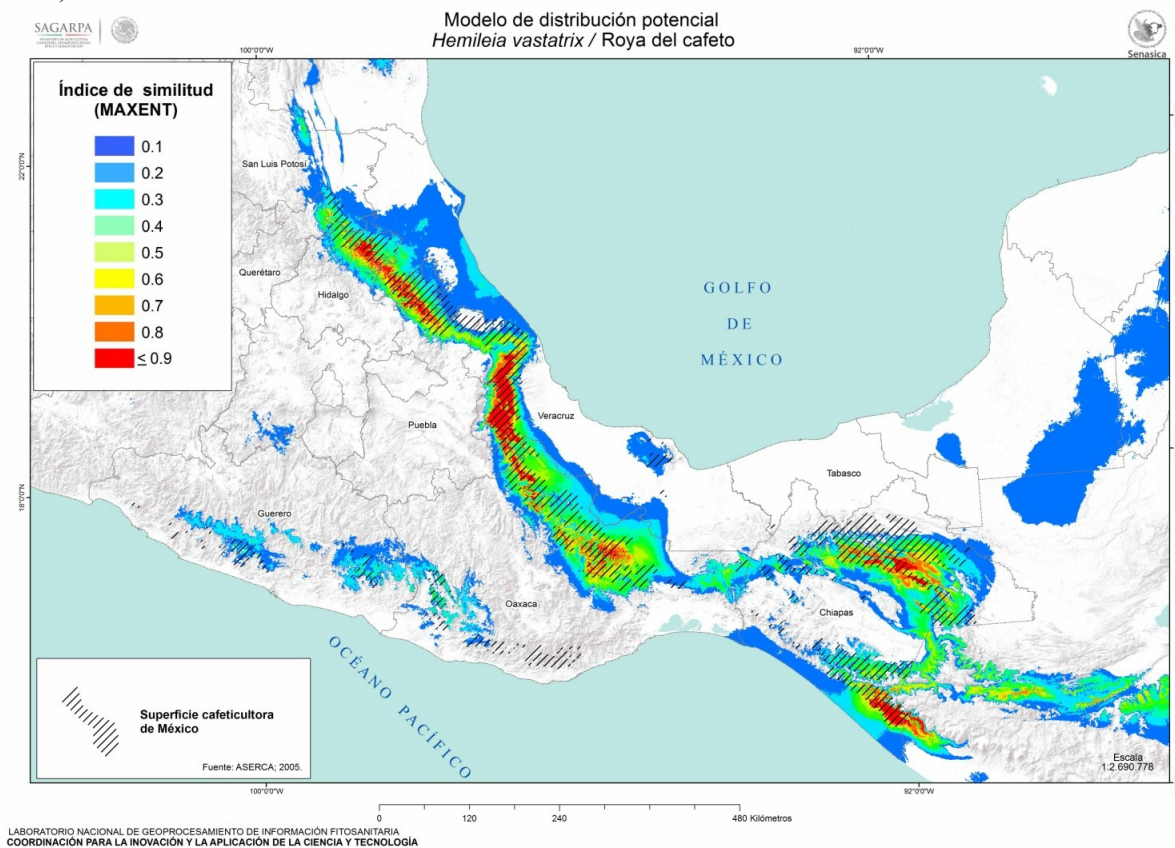 Modelo de distribución potencial
Hemileia vastatrix / Roya del cafeto
SAGARPA
Senasica
100°0'0"W
92°0'0"W
Índice de similitud
(MAXENT)
0.1
0.2
0.3
0.4
0.5
0.6
0.7
0.8
≤ 0.9
22°0'0"N
San Luis Potosí
Querétaro
Hidalgo
GOLFO
DE
MÉXICO
Puebla
Veracruz
18°0'0"N
Tabasco
Guerrero
Oaxaca
Chiapas
OCÉANO PACÍFICO
Superficie cafeticultora
de México
Fuente: ASERCA; 2005.
Escala
1:2.690.778
100°0'0"W
92°0'0"W
0 120 240 480 Kilómetros
LABORATORIO NACIONAL DE GEOPROCESAMIENTO DE INFORMACIÓN FITOSANITARIA
COORDINACIÓN PARA LA INOVACIÓN Y LA APLICACIÓN DE LA CIENCIA Y TECNOLOGÍA